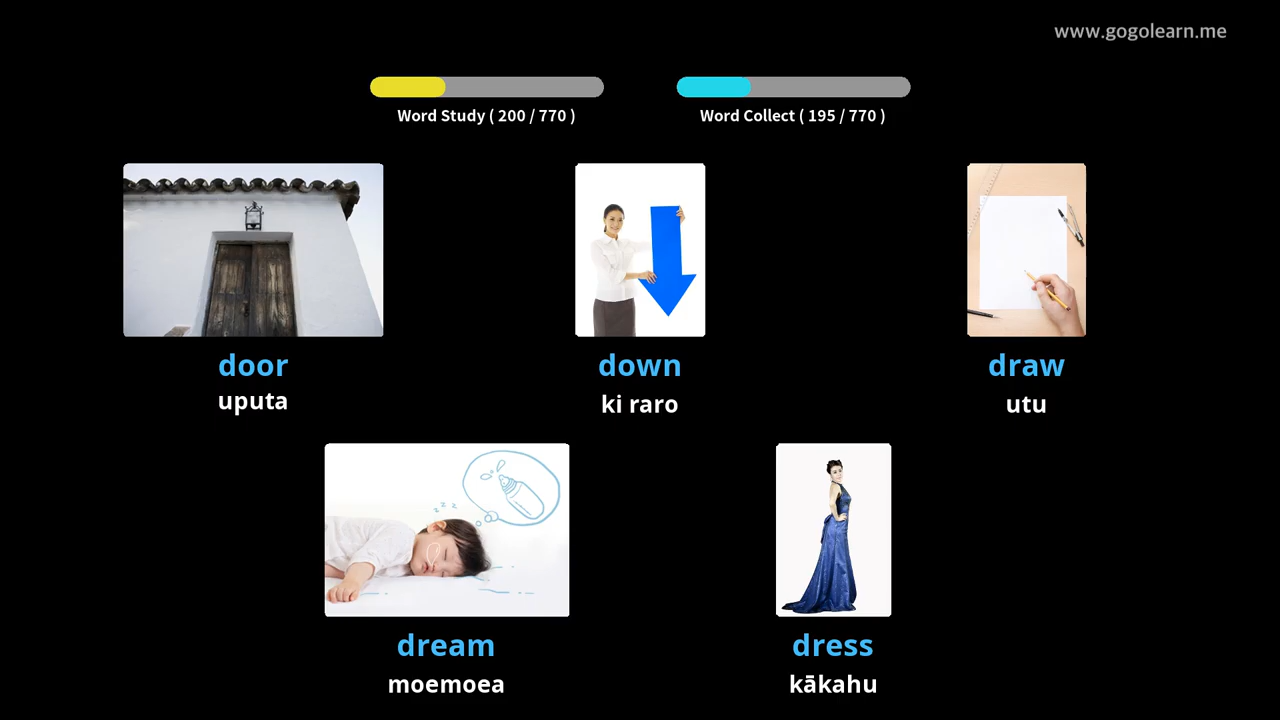 www.gogolearn.me
Word Study ( 200 / 770 )
Word Collect ( 195 / 770 )
door
uputa
down
ki raro
draw
utu
dream
moemoea
dress
kākahu